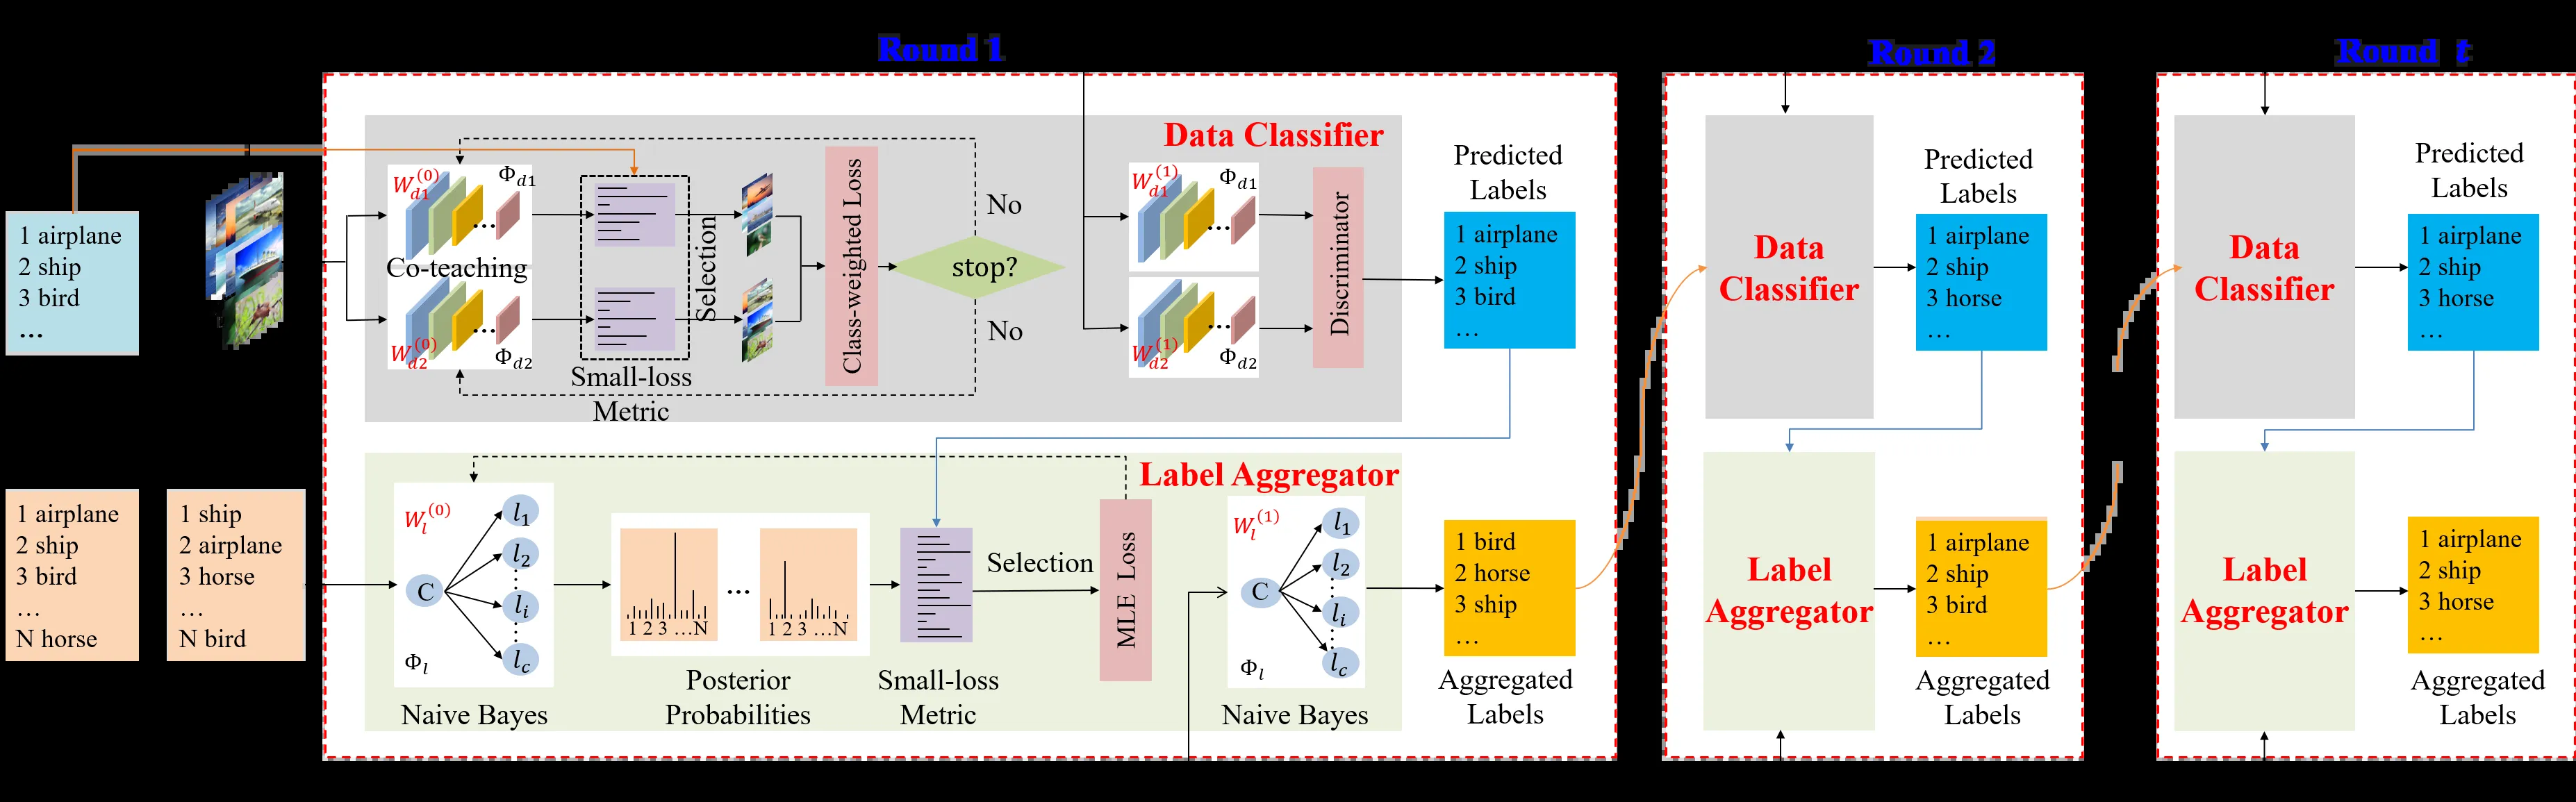 Round 1
Round 2
Round t
1 airplane
2 ship
3 bird
...
1 airplane
2 ship
3 bird
...
N horse
1 ship
2 airplane
3 horse
...
N bird
Data Classifier
W_{d1}^{(0)}
Φ_{d1}
Co-teaching
W_{d2}^{(0)}
Φ_{d2}
...
...
Small-loss
Metric
Selection
Class-weighted Loss
stop?
No
No
W_{d1}^{(1)}
Φ_{d1}
...
W_{d2}^{(1)}
Φ_{d2}
...
Discriminator
Predicted
Labels
1 airplane
2 ship
3 bird
...
Label Aggregator
W_l^{(0)}
C
l_1
l_2
l_i
l_c
Φ_l
Naive Bayes
1 2 3 ...N
...
1 2 3 ...N
Posterior
Probabilities
Small-loss
Metric
Selection
MLE Loss
W_l^{(1)}
C
l_1
l_2
l_i
l_c
Φ_l
Naive Bayes
1 bird
2 horse
3 ship
...
Aggregated
Labels
Data
Classifier
Predicted
Labels
1 airplane
2 ship
3 horse
...
Label
Aggregator
1 airplane
2 ship
3 bird
...
Aggregated
Labels
Data
Classifier
Predicted
Labels
1 airplane
2 ship
3 horse
...
Label
Aggregator
1 airplane
2 ship
3 horse
...
Aggregated
Labels